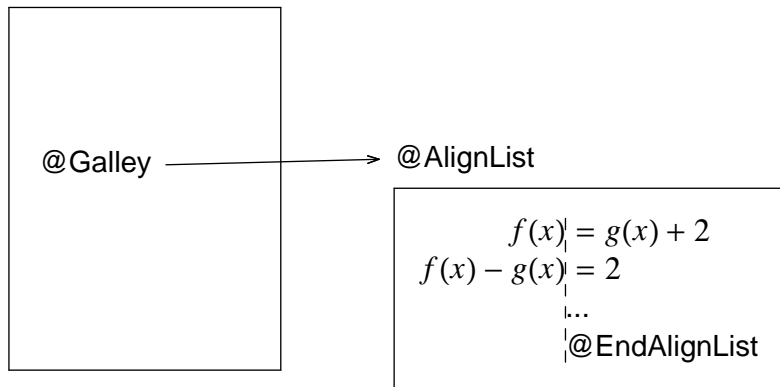 @Galley
@AlignList
f(x) = g(x) + 2
f(x) − g(x) = 2
...
@EndAlignList